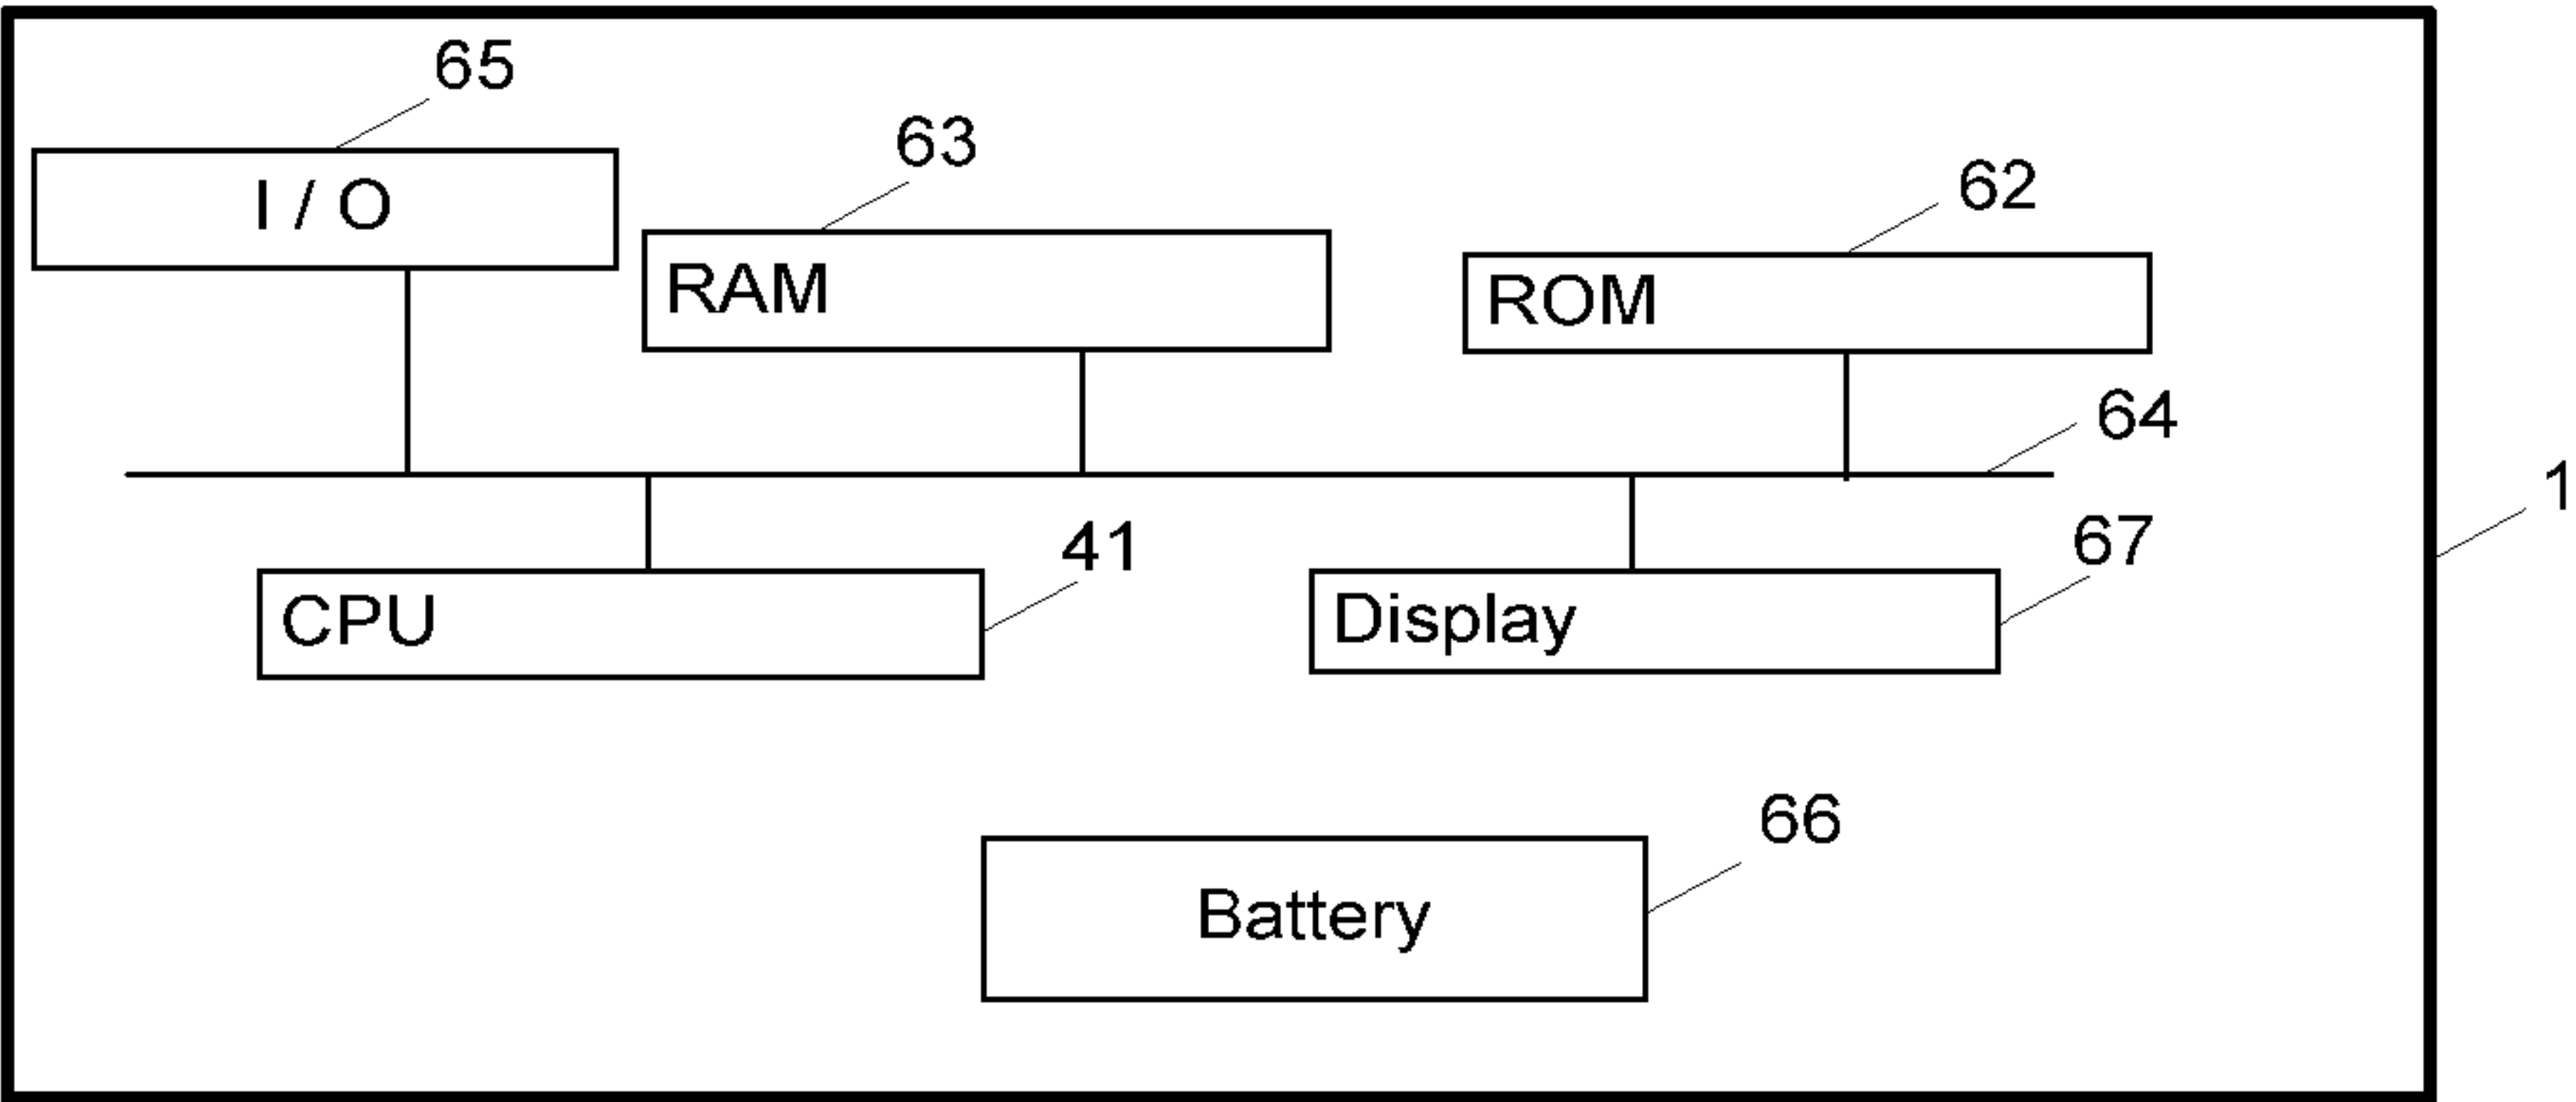 65
I / O
63
RAM
62
ROM
64
1
41
CPU
67
Display
66
Battery